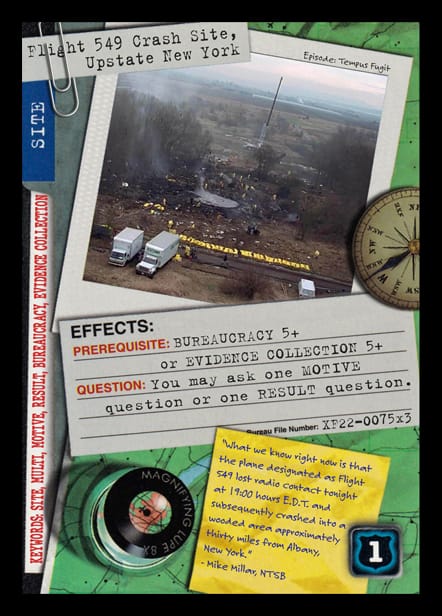 Flight 549 Crash Site,
Upstate New York
Episode: Tempus Fugit
SITE
KEYWORDS: SITE, MULTI, MOTIVE, RESULT, BUREAUCRACY, EVIDENCE COLLECTION
EFFECTS:
PREREQUISITE: BUREAUCRACY 5+
or EVIDENCE COLLECTION 5+
QUESTION: You may ask one MOTIVE
question or one RESULT question.
Bureau File Number: XF22-0075x3
"What we know right now is that
the plane designated as Flight
549 lost radio contact tonight
at 19:00 hours E.D.T. and
subsequently crashed into a
wooded area approximately
thirty miles from Albany,
New York."
- Mike Millar, NTSB
MAGNIFYING LUPE 8X
1